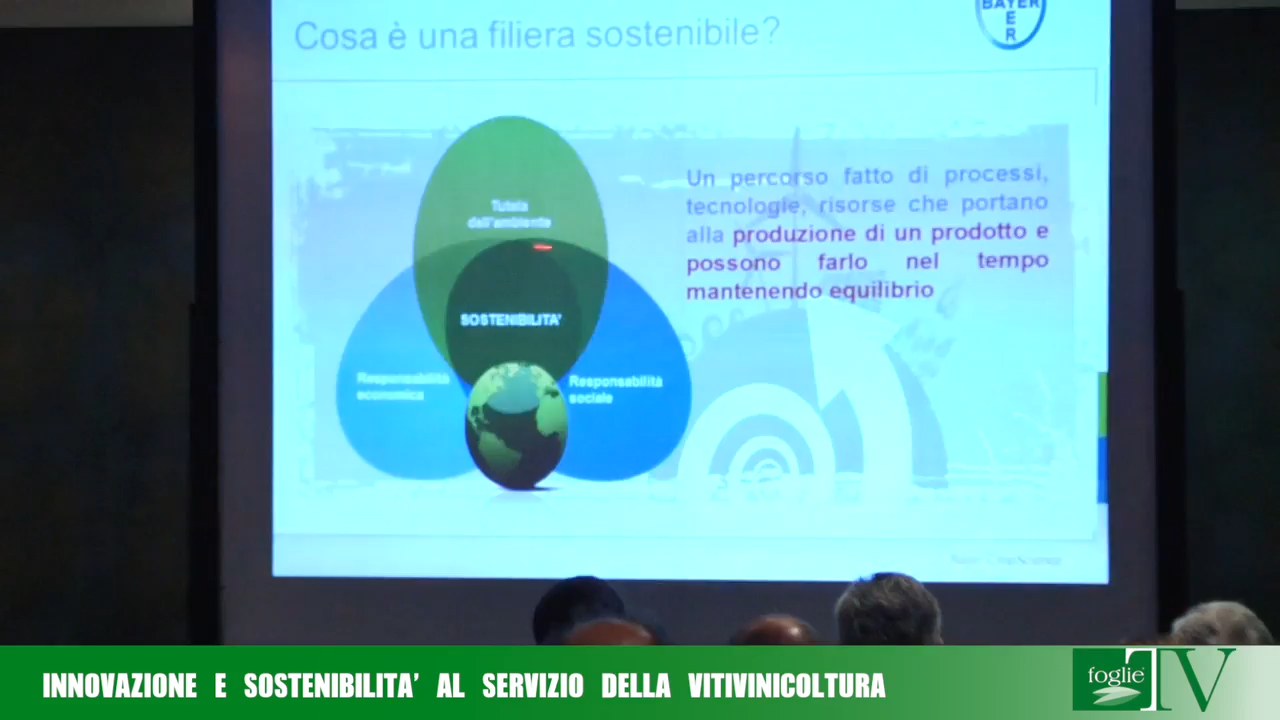 Cosa è una filiera sostenibile?
BAYER
E
R
Tutela
dell'ambiente
SOSTENIBILITA'
Responsabilità
economica
Responsabilità
sociale
Un percorso fatto di processi,
tecnologie, risorse che portano
alla produzione di un prodotto e
possono farlo nel tempo
mantenendo equilibrio
INNOVAZIONE E SOSTENIBILITA' AL SERVIZIO DELLA VITIVINICOLTURA
foglie TV